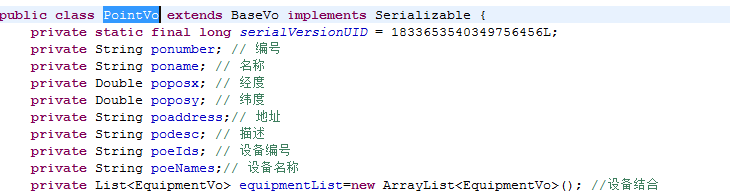 public class PointVo extends BaseVo implements Serializable {
private static final long serialVersionUID = 1833653540349756456L;
private String ponumber; // 编号
private String poname; // 名称
private Double poposx; // 经度
private Double poposy; // 纬度
private String poaddress;// 地址
private String podesc; // 描述
private String poeIds; // 设备编号
private String poeNames;// 设备名称
private List<EquipmentVo> equipmentList=new ArrayList<EquipmentVo>(); //设备结合